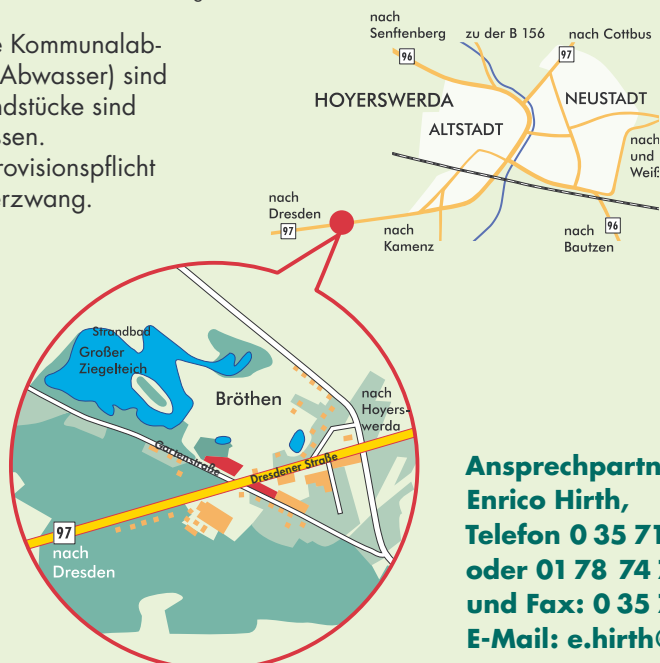 e Kommunalab-
Abwasser) sind
ndstücke sind
ssen.
rovisionspflicht
erzwang.
nach
Senftenberg
zu der B 156
nach Cottbus
96
97
HOYERSWERDA
NEUSTADT
ALTSTADT
nach
und
Weiß
nach
Dresden
97
nach
Kamenz
nach
Bautzen
96
Strandbad
Großer
Ziegelteich
Bröthen
nach
Hoyers-
werda
Gartenstraße
Dresdener Straße
97
nach
Dresden
Ansprechpartn
Enrico Hirth,
Telefon 0 35 71
oder 01 78 74
und Fax: 0 35
E-Mail: e.hirth@